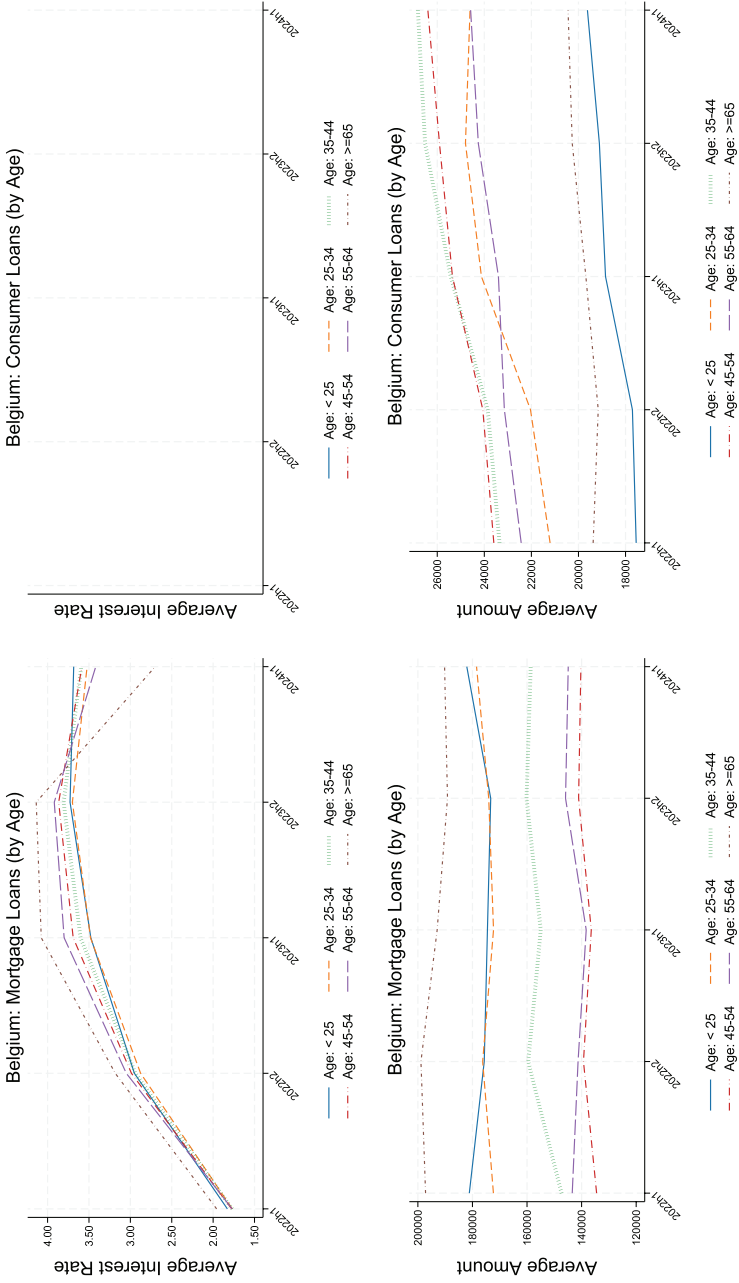 Belgium: Mortgage Loans (by Age)
Average Interest Rate
4.00
3.50
3.00
2.50
2.00
1.50
2022h1
2022h2
2023h1
2023h2
2024h1
Age: < 25
Age: 25-34
Age: 35-44
Age: 45-54
Age: 55-64
Age: >=65
Belgium: Consumer Loans (by Age)
Average Interest Rate
2022h1
2022h2
2023h1
2023h2
2024h1
Age: < 25
Age: 25-34
Age: 35-44
Age: 45-54
Age: 55-64
Age: >=65
Belgium: Mortgage Loans (by Age)
Average Amount
200000
180000
160000
140000
120000
2022h1
2022h2
2023h1
2023h2
2024h1
Age: < 25
Age: 25-34
Age: 35-44
Age: 45-54
Age: 55-64
Age: >=65
Belgium: Consumer Loans (by Age)
Average Amount
26000
24000
22000
20000
18000
2022h1
2022h2
2023h1
2023h2
2024h1
Age: < 25
Age: 25-34
Age: 35-44
Age: 45-54
Age: 55-64
Age: >=65